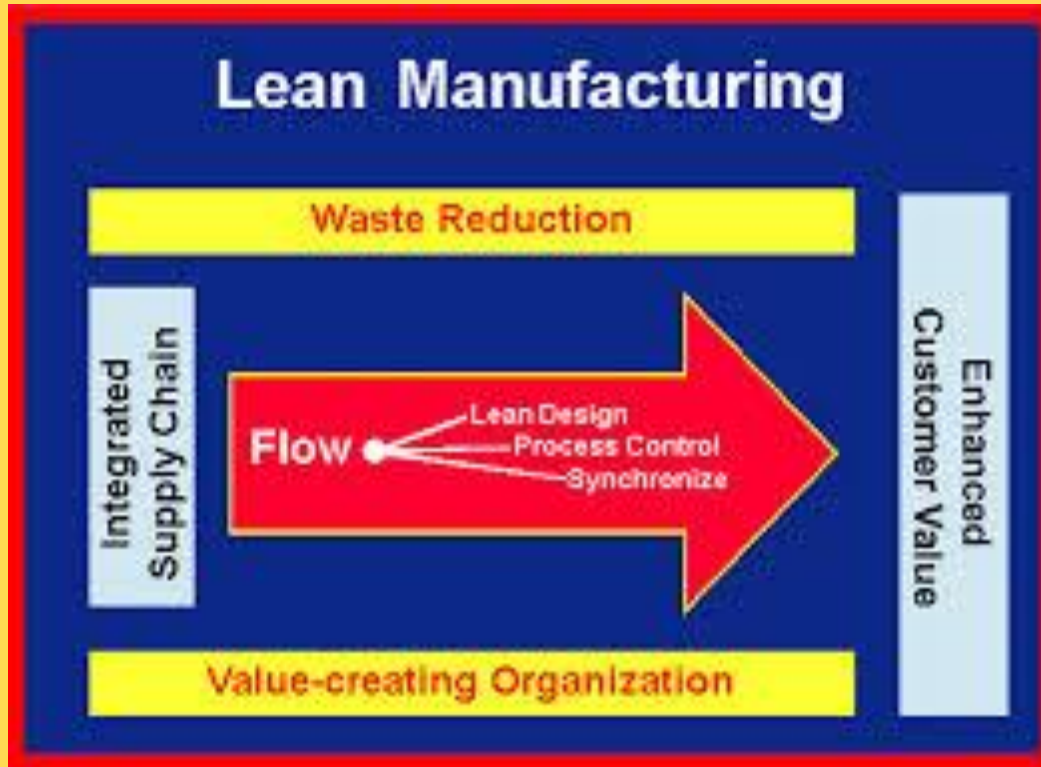 Lean Manufacturing
Waste Reduction
Integrated
Supply Chain
Flow
Lean Design
Process Control
Synchronize
Enhanced
Customer Value
Value-creating Organization